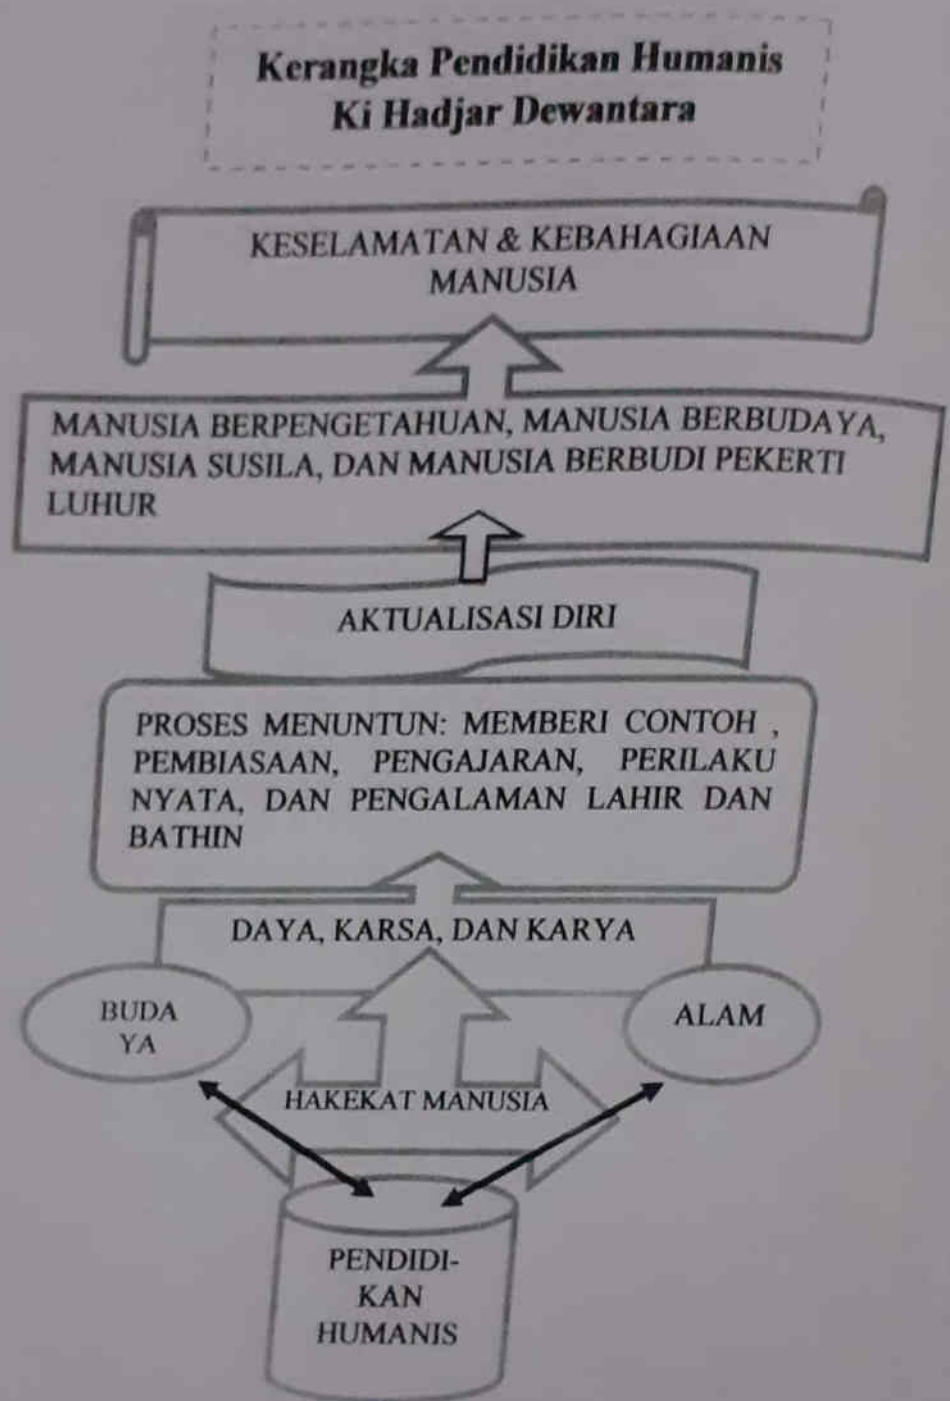 Kerangka Pendidikan Humanis
Ki Hadjar Dewantara
KESELAMATAN & KEBAHAGIAAN
MANUSIA
MANUSIA BERPENGETAHUAN, MANUSIA BERBUDAYA,
MANUSIA SUSILA, DAN MANUSIA BERBUDI PEKERTI
LUHUR
AKTUALISASI DIRI
PROSES MENUNTUN: MEMBERI CONTOH ,
PEMBIASAAN, PENGAJARAN, PERILAKU
NYATA, DAN PENGALAMAN LAHIR DAN
BATHIN
DAYA, KARSA, DAN KARYA
BUDA
YA
ALAM
HAKEKAT MANUSIA
PENDIDI-
KAN
HUMANIS